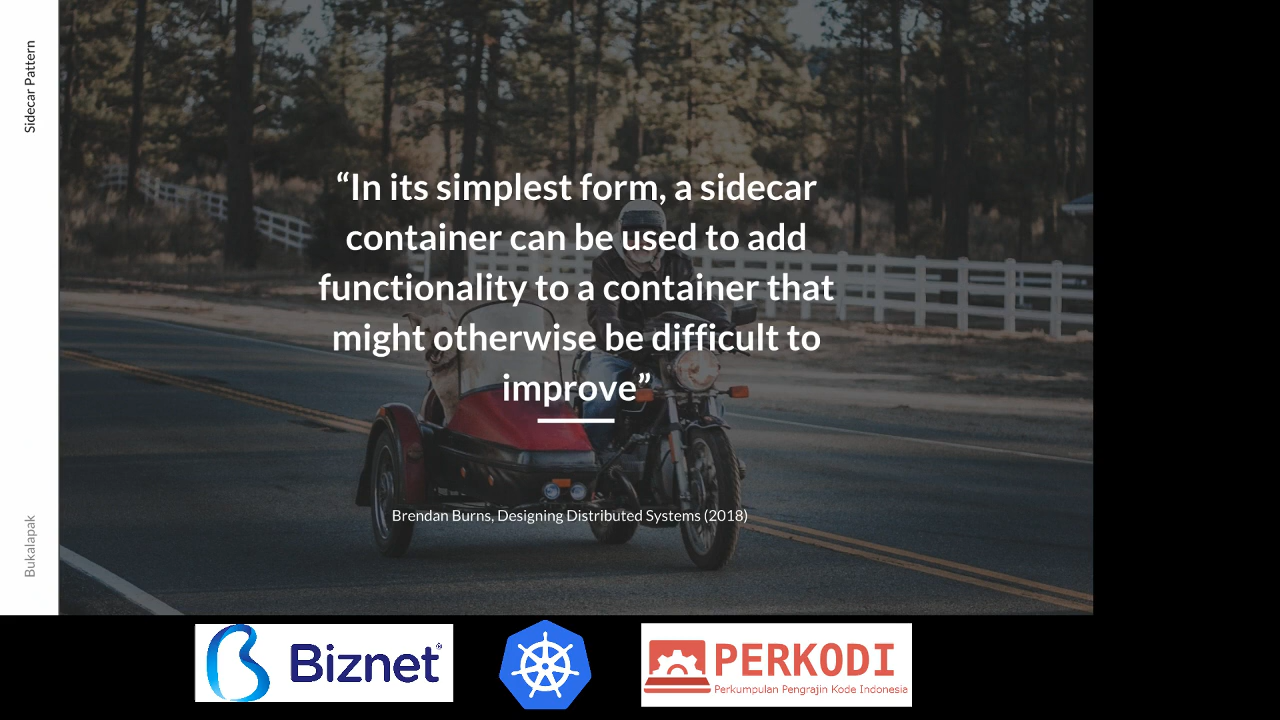 Sidecar Pattern
“In its simplest form, a sidecar
container can be used to add
functionality to a container that
might otherwise be difficult to
improve”
Brendan Burns, Designing Distributed Systems (2018)
Bukalapak
Biznet®
PERKODI
Perkumpulan Pengrajin Kode Indonesia